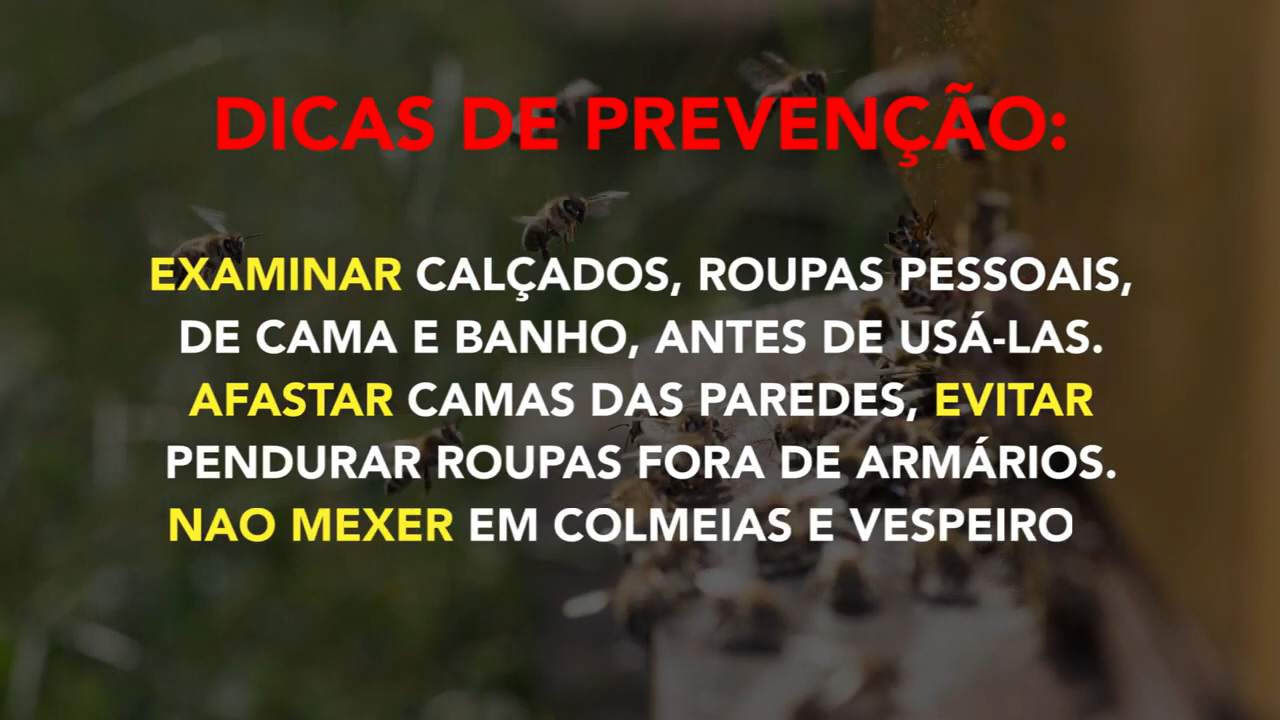 DICAS DE PREVENÇÃO:
EXAMINAR CALÇADOS, ROUPAS PESSOAIS,
DE CAMA E BANHO, ANTES DE USÁ-LAS.
AFASTAR CAMAS DAS PAREDES, EVITAR
PENDURAR ROUPAS FORA DE ARMÁRIOS.
NAO MEXER EM COLMEIAS E VESPEIRO